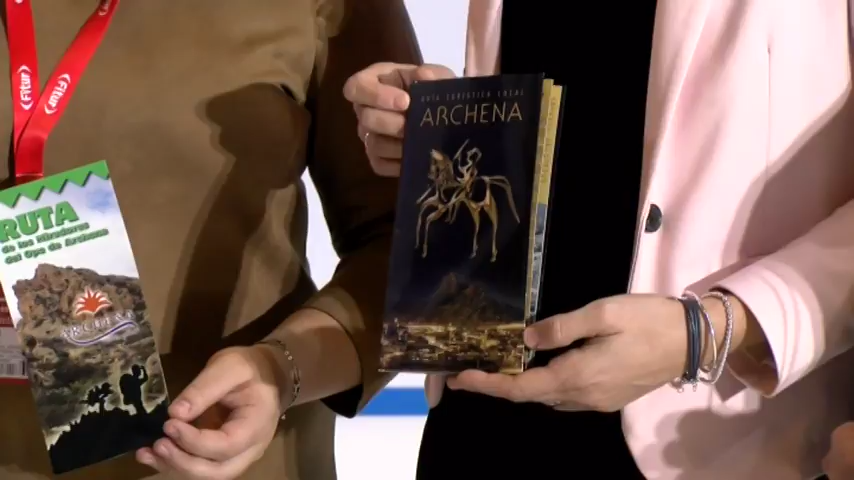 Fitur
Fitur
RUTA
de los Miradores
del Ope de Archena
ARCHENA
GUÍA TURÍSTICA LOCAL
ARCHENA